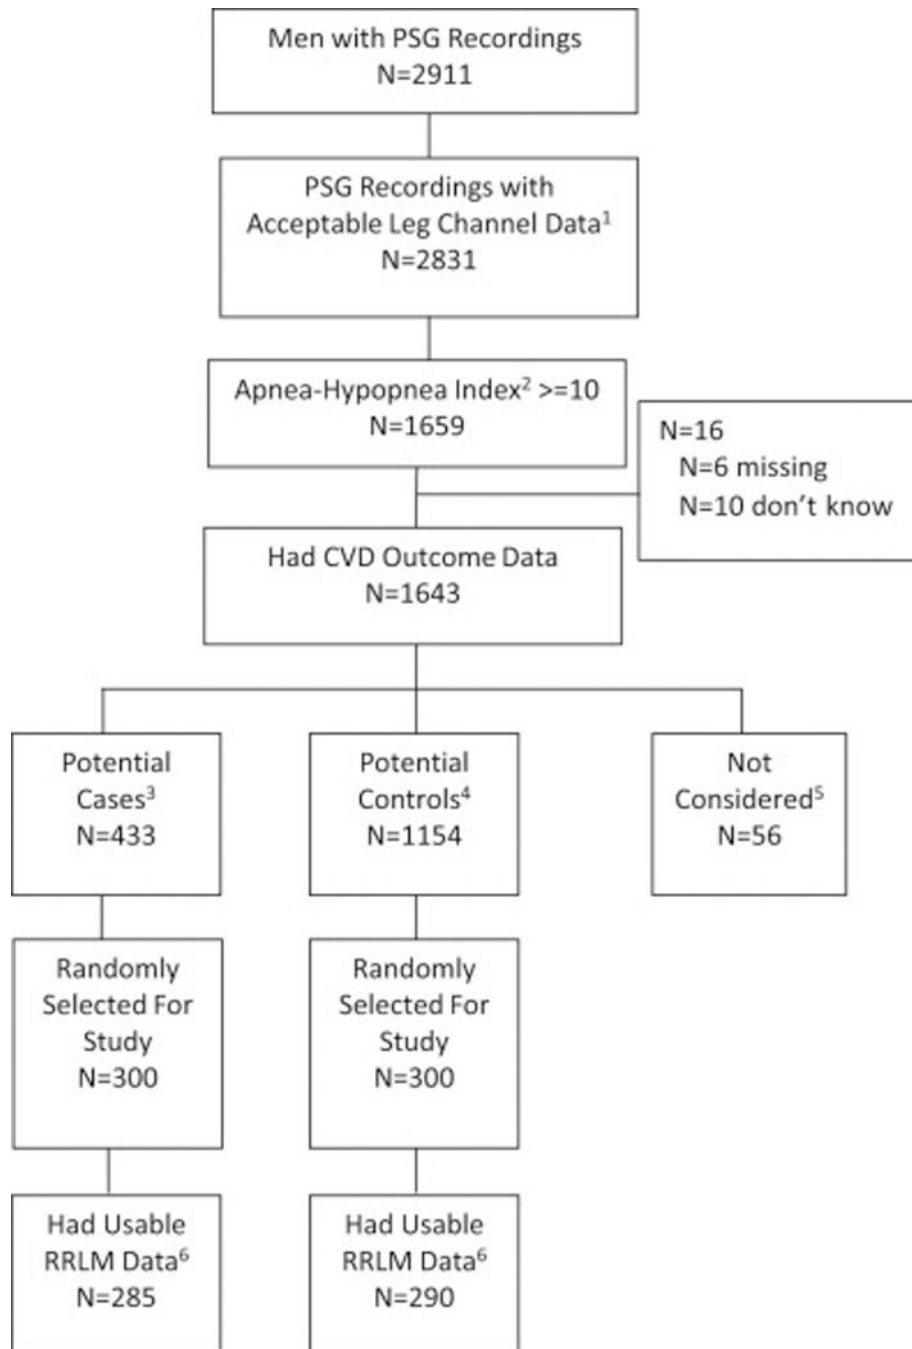 Men with PSG Recordings
N=2911
PSG Recordings with
Acceptable Leg Channel Data¹
N=2831
Apnea-Hypopnea Index² >=10
N=1659
N=16
N=6 missing
N=10 don’t know
Had CVD Outcome Data
N=1643
Potential
Cases³
N=433
Potential
Controls⁴
N=1154
Not
Considered⁵
N=56
Randomly
Selected For
Study
N=300
Randomly
Selected For
Study
N=300
Had Usable
RRLM Data⁶
N=285
Had Usable
RRLM Data⁶
N=290